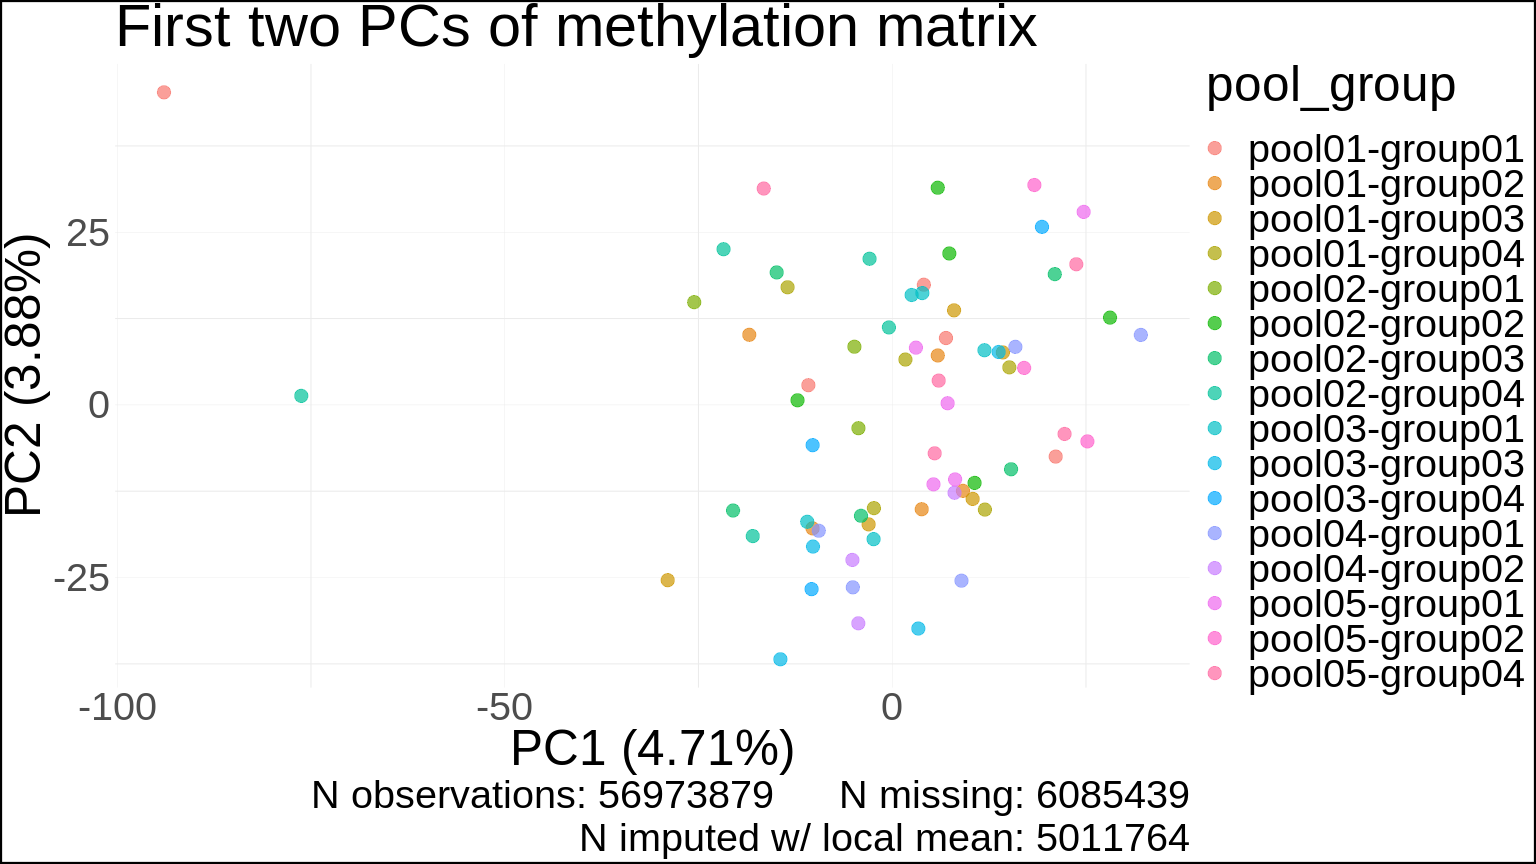 First two PCs of methylation matrix
pool_group
pool01-group01
pool01-group02
pool01-group03
pool01-group04
pool02-group01
pool02-group02
pool02-group03
pool02-group04
pool03-group01
pool03-group03
pool03-group04
pool04-group01
pool04-group02
pool05-group01
pool05-group02
pool05-group04
PC2 (3.88%)
25
0
-25
-100 -50 0
PC1 (4.71%)
N observations: 56973879 N missing: 6085439
N imputed w/ local mean: 5011764